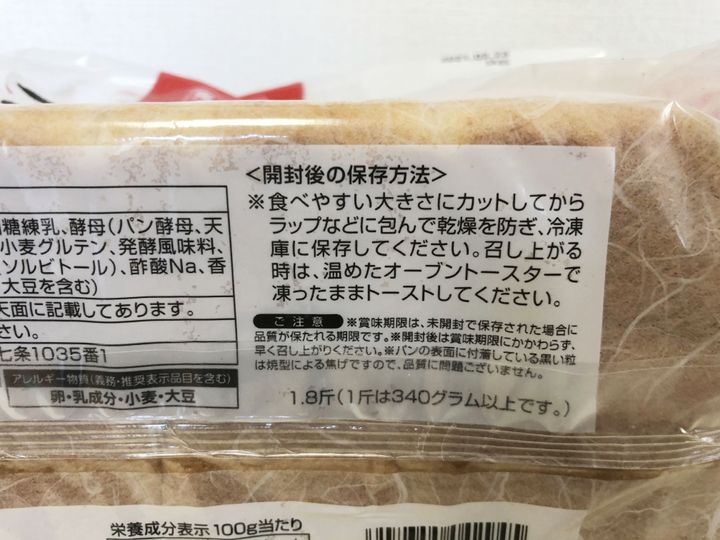 <開封後の保存方法>
※食べやすい大きさにカットしてから
ラップなどに包んで乾燥を防ぎ、冷凍
庫に保存してください。召し上がる
時は、温めたオーブントースターで
凍ったままトーストしてください。
ご注意 ※賞味期限は、未開封で保存された場合に
品質が保たれる期限です。※開封後は賞味期限にかかわらず、
早く召し上がりください。※パンの表面に付着している黒い粒
は焼型による焦げですので、品質に問題ございません。
1.8斤(1斤は340グラム以上です。)
糖練乳、酵母(パン酵母、天
小麦グルテン、発酵風味料、
ソルビトール)、酢酸Na、香
大豆を含む)
天面に記載してあります。
さい。
七条1035番1
アレルギー物質(義務・推奨表示品目を含む)
卵・乳成分・小麦・大豆
栄養成分表示100g当たり